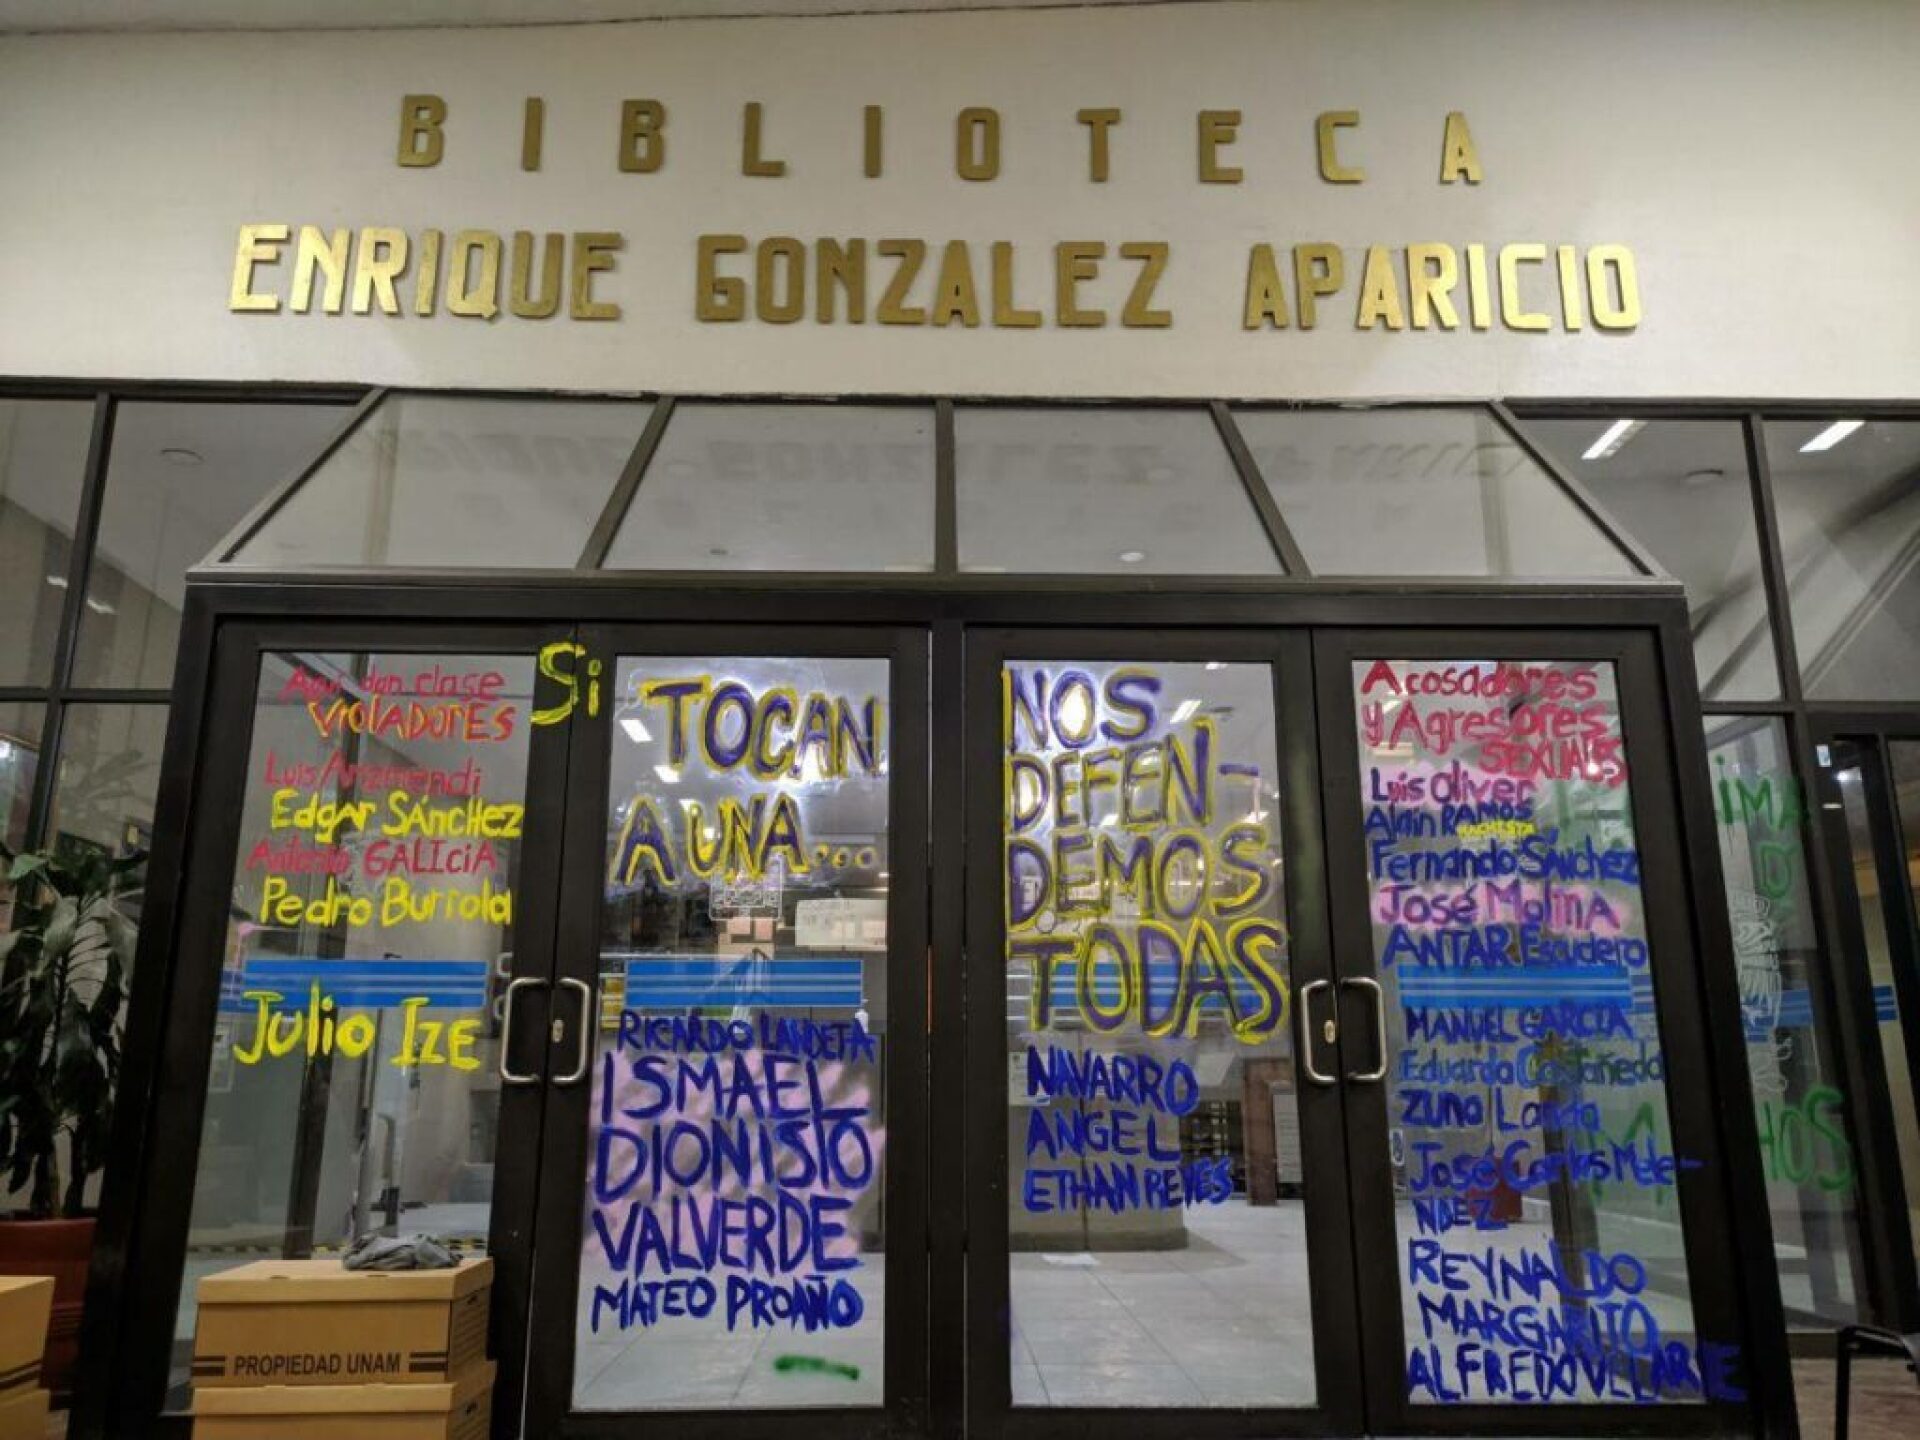 BIBLIOTECA
ENRIQUE GONZALEZ APARICIO
Aquí dan clase
VIOLADORES
Luis Arizmendi
Edgar SÁNCHEZ
Antonio GALICIA
Pedro Burrola
Julio IZE
Si
TOCAN
A UNA...
RICARDO LANDETA
ISMAEL
DIONISIO
VALVERDE
MATEO PROAÑO
NOS
DEFEN-
DEMOS
TODAS
NAVARRO
ANGEL
ETHAN REYES
Acosadores
y Agresores
SEXUALES
Luis Oliver
Alain RAMOS
MACHISTA
Fernando Sánchez
José Molina
ANTAR Escudero
MANUEL GARCIA
Eduardo Castañeda
Zuno Landa
José Carlos Mele-
NDEZ
REYNALDO
MARGARITO
ALFREDO VELARDE
PROPIEDAD UNAM